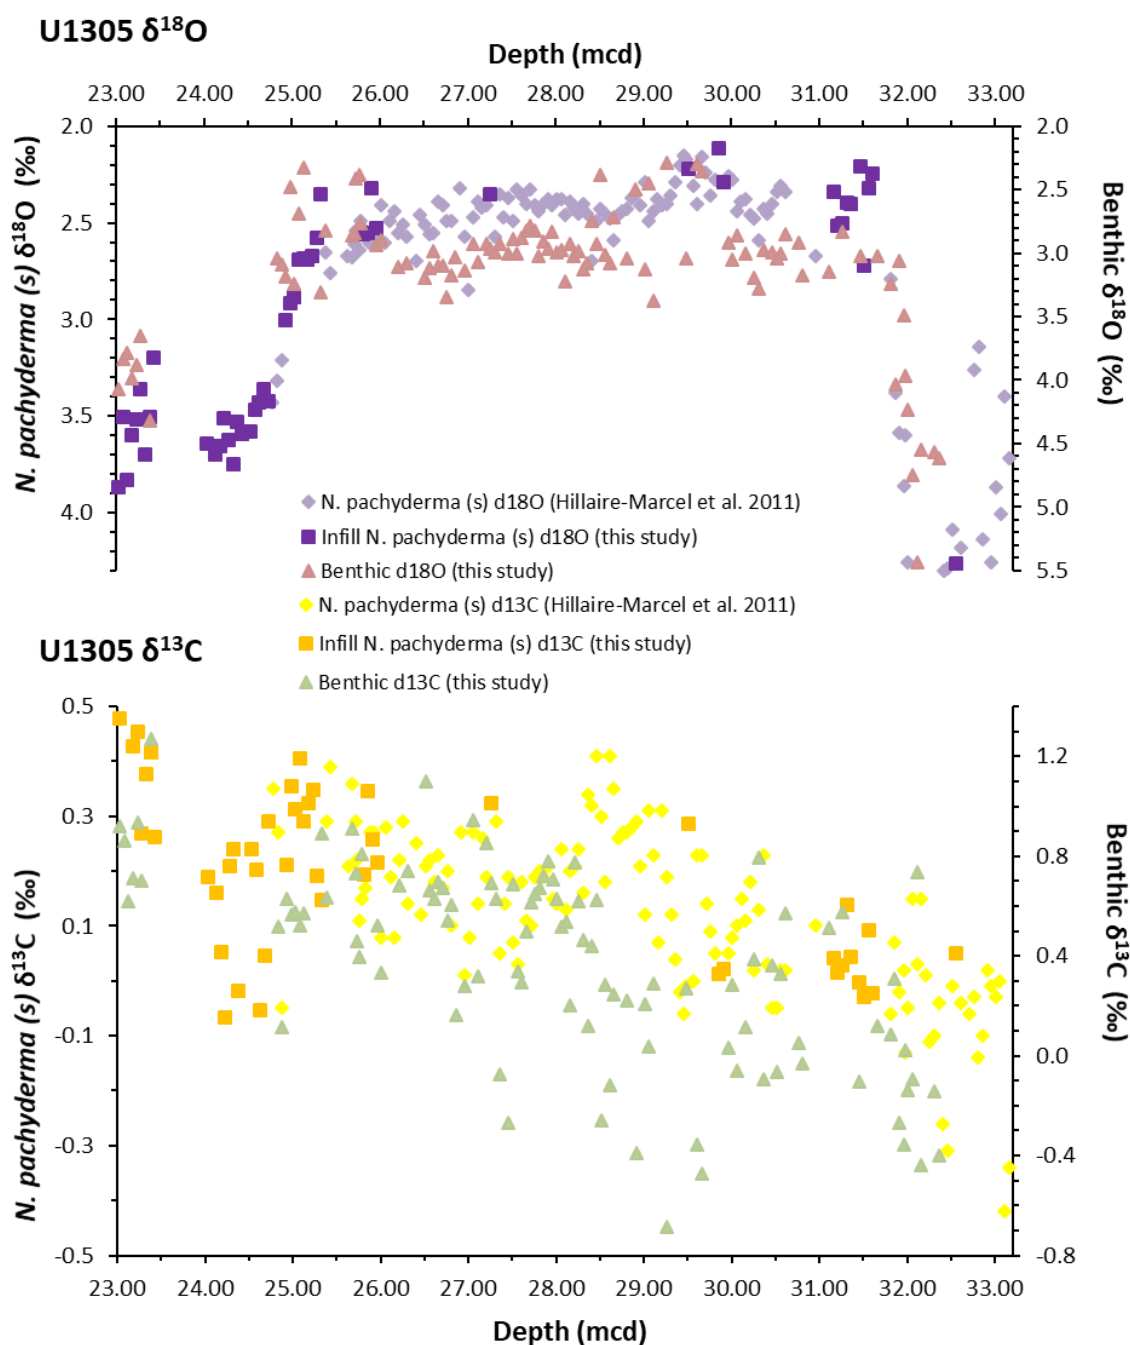 U1305 δ¹⁸O
Depth (mcd)
23.00 24.00 25.00 26.00 27.00 28.00 29.00 30.00 31.00 32.00 33.00
N. pachyderma (s) δ¹⁸O (‰)
2.0
2.5
3.0
3.5
4.0
2.0
2.5
3.0
3.5
4.0
4.5
5.0
5.5
Benthic δ¹⁸O (‰)
N. pachyderma (s) d18O (Hillaire-Marcel et al. 2011)
Infill N. pachyderma (s) d18O (this study)
Benthic d18O (this study)
N. pachyderma (s) d13C (Hillaire-Marcel et al. 2011)
Infill N. pachyderma (s) d13C (this study)
Benthic d13C (this study)
U1305 δ¹³C
N. pachyderma (s) δ¹³C (‰)
0.5
0.3
0.1
-0.1
-0.3
-0.5
1.2
0.8
0.4
0.0
-0.4
-0.8
Benthic δ¹³C (‰)
23.00 24.00 25.00 26.00 27.00 28.00 29.00 30.00 31.00 32.00 33.00
Depth (mcd)